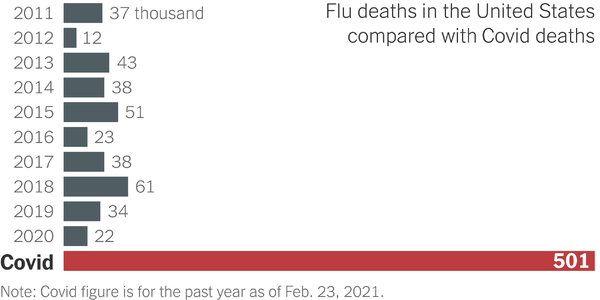 Flu deaths in the United States
compared with Covid deaths
2011 37 thousand
2012 12
2013 43
2014 38
2015 51
2016 23
2017 38
2018 61
2019 34
2020 22
Covid 501
Note: Covid figure is for the past year as of Feb. 23, 2021.